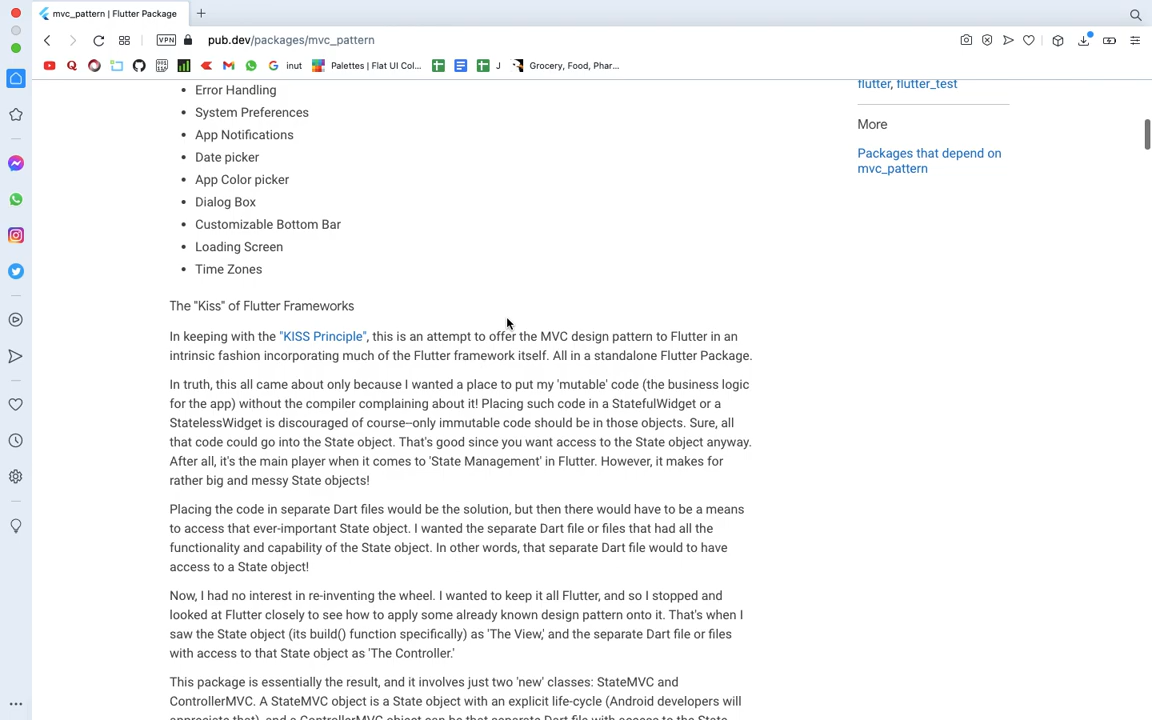 mvc_pattern | Flutter Package
VPN
pub.dev/packages/mvc_pattern
inut
Palettes | Flat UI Col...
J
Grocery, Food, Phar...
flutter, flutter_test
More
Packages that depend on
mvc_pattern
• Error Handling
• System Preferences
• App Notifications
• Date picker
• App Color picker
• Dialog Box
• Customizable Bottom Bar
• Loading Screen
• Time Zones
The "Kiss" of Flutter Frameworks
In keeping with the "KISS Principle", this is an attempt to offer the MVC design pattern to Flutter in an
intrinsic fashion incorporating much of the Flutter framework itself. All in a standalone Flutter Package.
In truth, this all came about only because I wanted a place to put my 'mutable' code (the business logic
for the app) without the compiler complaining about it! Placing such code in a StatefulWidget or a
StatelessWidget is discouraged of course--only immutable code should be in those objects. Sure, all
that code could go into the State object. That's good since you want access to the State object anyway.
After all, it's the main player when it comes to 'State Management' in Flutter. However, it makes for
rather big and messy State objects!
Placing the code in separate Dart files would be the solution, but then there would have to be a means
to access that ever-important State object. I wanted the separate Dart file or files that had all the
functionality and capability of the State object. In other words, that separate Dart file would to have
access to a State object!
Now, I had no interest in re-inventing the wheel. I wanted to keep it all Flutter, and so I stopped and
looked at Flutter closely to see how to apply some already known design pattern onto it. That's when I
saw the State object (its build() function specifically) as 'The View,' and the separate Dart file or files
with access to that State object as 'The Controller.'
This package is essentially the result, and it involves just two 'new' classes: StateMVC and
ControllerMVC. A StateMVC object is a State object with an explicit life-cycle (Android developers will
appreciate that), and a ControllerMVC object can be that separate Dart file with access to the State